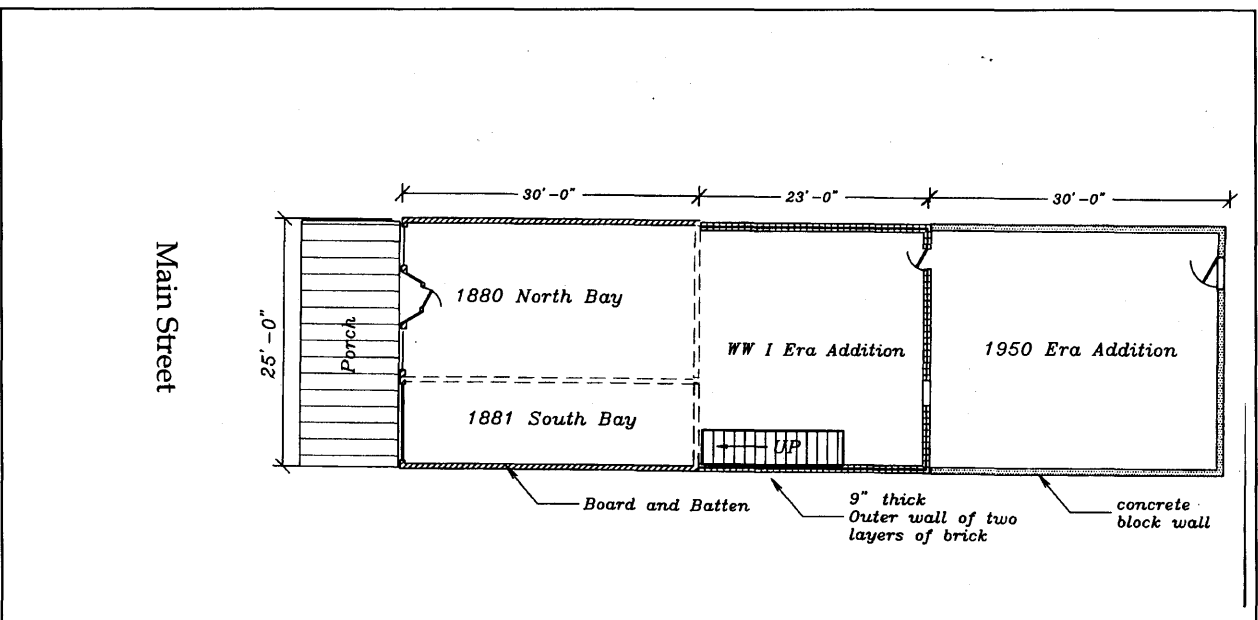 30'-0"
23'-0"
30'-0"
Main Street
25'-0"
Porch
1880 North Bay
1881 South Bay
WW I Era Addition
UP
1950 Era Addition
Board and Batten
9" thick
Outer wall of two
layers of brick
concrete
block wall